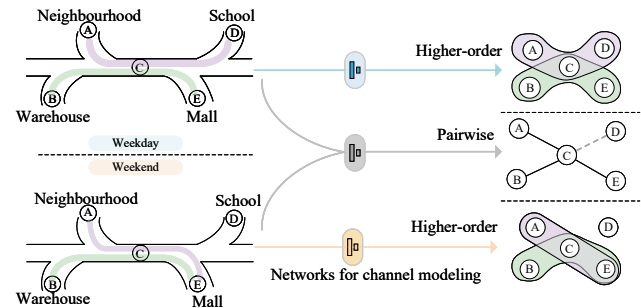 Neighbourhood School
A D
C
B E
Warehouse Mall
Weekday
Weekend
Neighbourhood School
A D
C
B E
Warehouse Mall
Higher-order
Pairwise
Higher-order
Networks for channel modeling
A D
C
B E
A D
C
B E
A D
C
B E